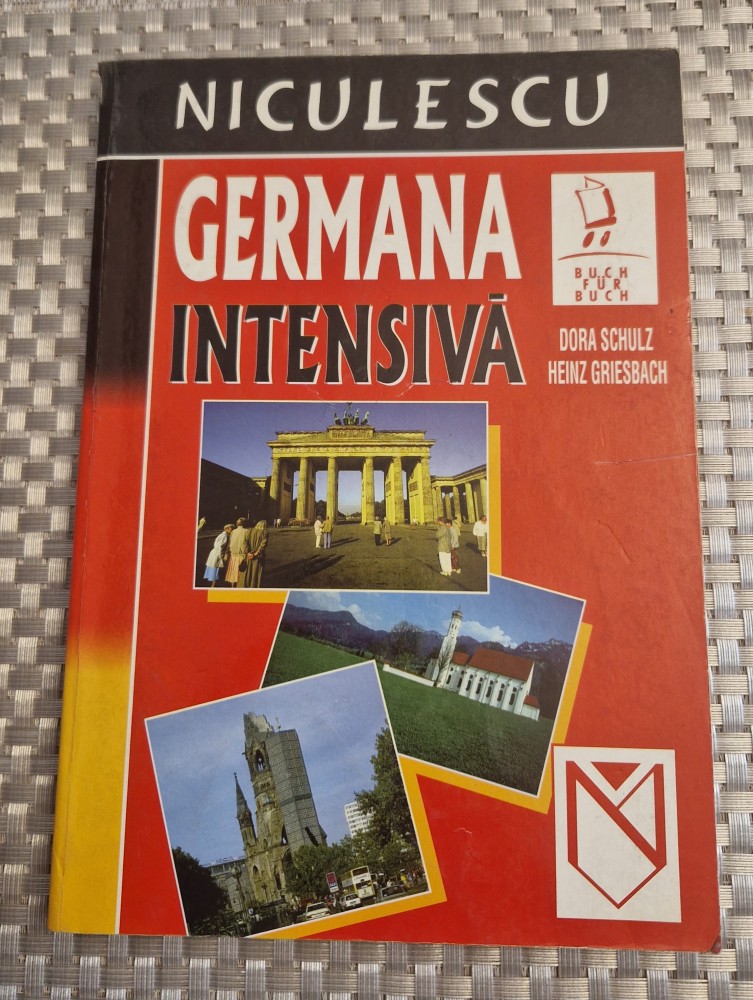 NICULESCU
GERMANA
INTENSIVĂ
BUCH
FÜR
BUCH
DORA SCHULZ
HEINZ GRIESBACH